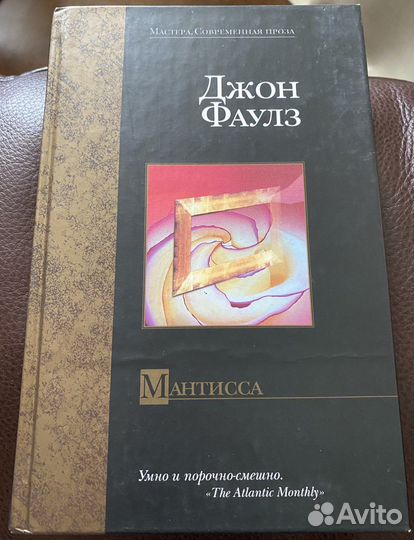 Мастера. Современная проза
Джон
Фаулз
Мантисса
Умно и порочно-смешно.
«The Atlantic Monthly»
Avito